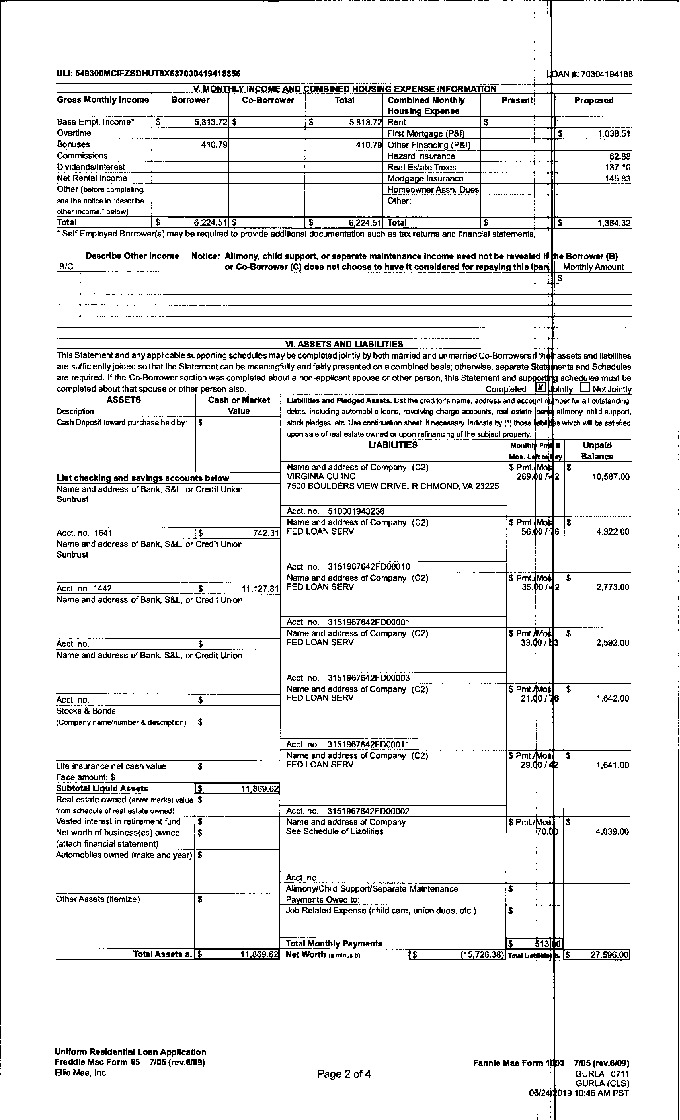 ULI: 549300MCIFZSDHUT8X637030419418856 LOAN #: 70304194188
V. MONTHLY INCOME AND COMBINED HOUSING EXPENSE INFORMATION
Gross Monthly Income Borrower Co-Borrower Total Combined Monthly Housing Expense Present Proposed
Base Empl. Income* $ 5,813.72 $ $ 5,813.72 Rent $
Overtime First Mortgage (P&I) $ 1,038.51
Bonuses 410.79 410.79 Other Financing (P&I)
Commissions Hazard Insurance 62.88
Dividends/Interest Real Estate Taxes 137.10
Net Rental Income Mortgage Insurance 145.83
Other (before completing, Homeowner Assn. Dues
see the notice in "describe Other:
other income," below)
Total $ 6,224.51 $ $ 6,224.51 Total $ $ 1,384.32
* Self Employed Borrower(s) may be required to provide additional documentation such as tax returns and financial statements.
Describe Other Income Notice: Alimony, child support, or separate maintenance income need not be revealed if the Borrower (B)
or Co-Borrower (C) does not choose to have it considered for repaying this loan.
B/C Monthly Amount
$
VI. ASSETS AND LIABILITIES
This Statement and any applicable supporting schedules may be completed jointly by both married and unmarried Co-Borrowers if their assets and liabilities
are sufficiently joined so that the Statement can be meaningfully and fairly presented on a combined basis; otherwise, separate Statements and Schedules
are required. If the Co-Borrower section was completed about a non-applicant spouse or other person, this Statement and supporting schedules must be
completed about that spouse or other person also. Completed Jointly Not Jointly
ASSETS Cash or Market Value
Description
Cash Deposit toward purchase held by: $
Liabilities and Pledged Assets. List the creditor's name, address and account number for all outstanding
debts, including automobile loans, revolving charge accounts, real estate loans, alimony, child support,
stock pledges, etc. Use continuation sheet, if necessary. Indicate by (*) those liabilities which will be satisfied
upon sale of real estate owned or upon refinancing of the subject property.
LIABILITIES Unpaid Balance
List checking and savings accounts below
Name and address of Bank, S&L, or Credit Union
Suntrust
Acct. no. 1641 $ 742.31
Name and address of Bank, S&L, or Credit Union
Suntrust
Acct. no. 1442 $ 11,127.31
Name and address of Bank, S&L, or Credit Union
Acct. no. $
Name and address of Bank, S&L, or Credit Union
Acct. no. $
Stocks & Bonds
(Company name/number & description) $
Life insurance net cash value $
Face amount: $
Subtotal Liquid Assets $ 11,869.62
Real estate owned (enter market value $
from schedule of real estate owned)
Vested interest in retirement fund $
Net worth of business(es) owned $
(attach financial statement)
Automobiles owned (make and year) $
Other Assets (itemize) $
Total Assets a. $ 11,869.62
Name and address of Company (C2) $ Pmt./Mos. $
VIRGINIA CU INC 269.00 / 42 10,587.00
7500 BOULDERS VIEW DRIVE, RICHMOND, VA 23225
Acct. no. 510001940236
Name and address of Company (C2) $ Pmt./Mos. $
FED LOAN SERV 56.00 / 76 4,322.00
Acct. no. 3151967642FD00010
Name and address of Company (C2) $ Pmt./Mos. $
FED LOAN SERV 35.00 2,773.00
Acct. no.
Name and address of Company (C2) $ Pmt./Mos. $
FED LOAN SERV 33.00 2,592.00
Acct. no. 3151967642FD00003
Name and address of Company (C2) $ Pmt./Mos. $
FED LOAN SERV 21.00 / 76 1,642.00
Acct. no.
Name and address of Company (C2) $ Pmt./Mos. $
FED LOAN SERV 29.00 1,641.00
Acct. no. 3151967642FD00002
Name and address of Company $ Pmt./Mos. $
See Schedule of Liabilities 70.00 4,039.00
Acct. no.
Alimony/Child Support/Separate Maintenance $
Payments Owed to:
Job Related Expense (child care, union dues, etc.) $
Total Monthly Payments $ 513.00
Net Worth (a minus b) $ (15,726.38) Total Liabilities b. $ 27,596.00
Uniform Residential Loan Application
Freddie Mac Form 65 7/05 (rev.6/09)
Ellie Mae, Inc.
Page 2 of 4
Fannie Mae Form 1003 7/05 (rev.6/09)
GURLA 0711
GURLA (CLS)
06/24/2019 10:46 AM PST